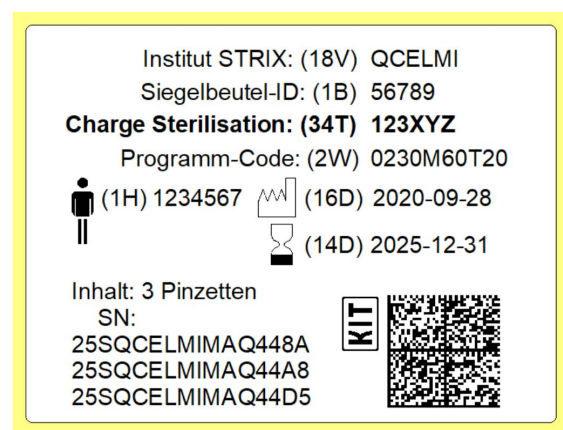 Institut STRIX: (18V) QCELMI
Siegelbeutel-ID: (1B) 56789
Charge Sterilisation: (34T) 123XYZ
Programm-Code: (2W) 0230M60T20
(1H) 1234567 (16D) 2020-09-28
(14D) 2025-12-31
Inhalt: 3 Pinzetten
SN:
25SQCELMIMAQ448A
25SQCELMIMAQ44A8
25SQCELMIMAQ44D5
KIT